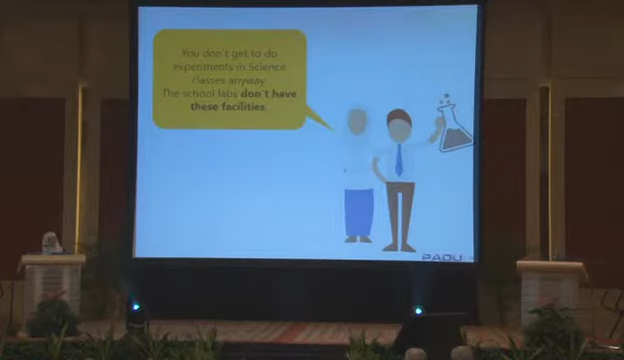 You don't get to do
experiments in Science
classes anyway.
The school labs don't have
these facilities.
PADU